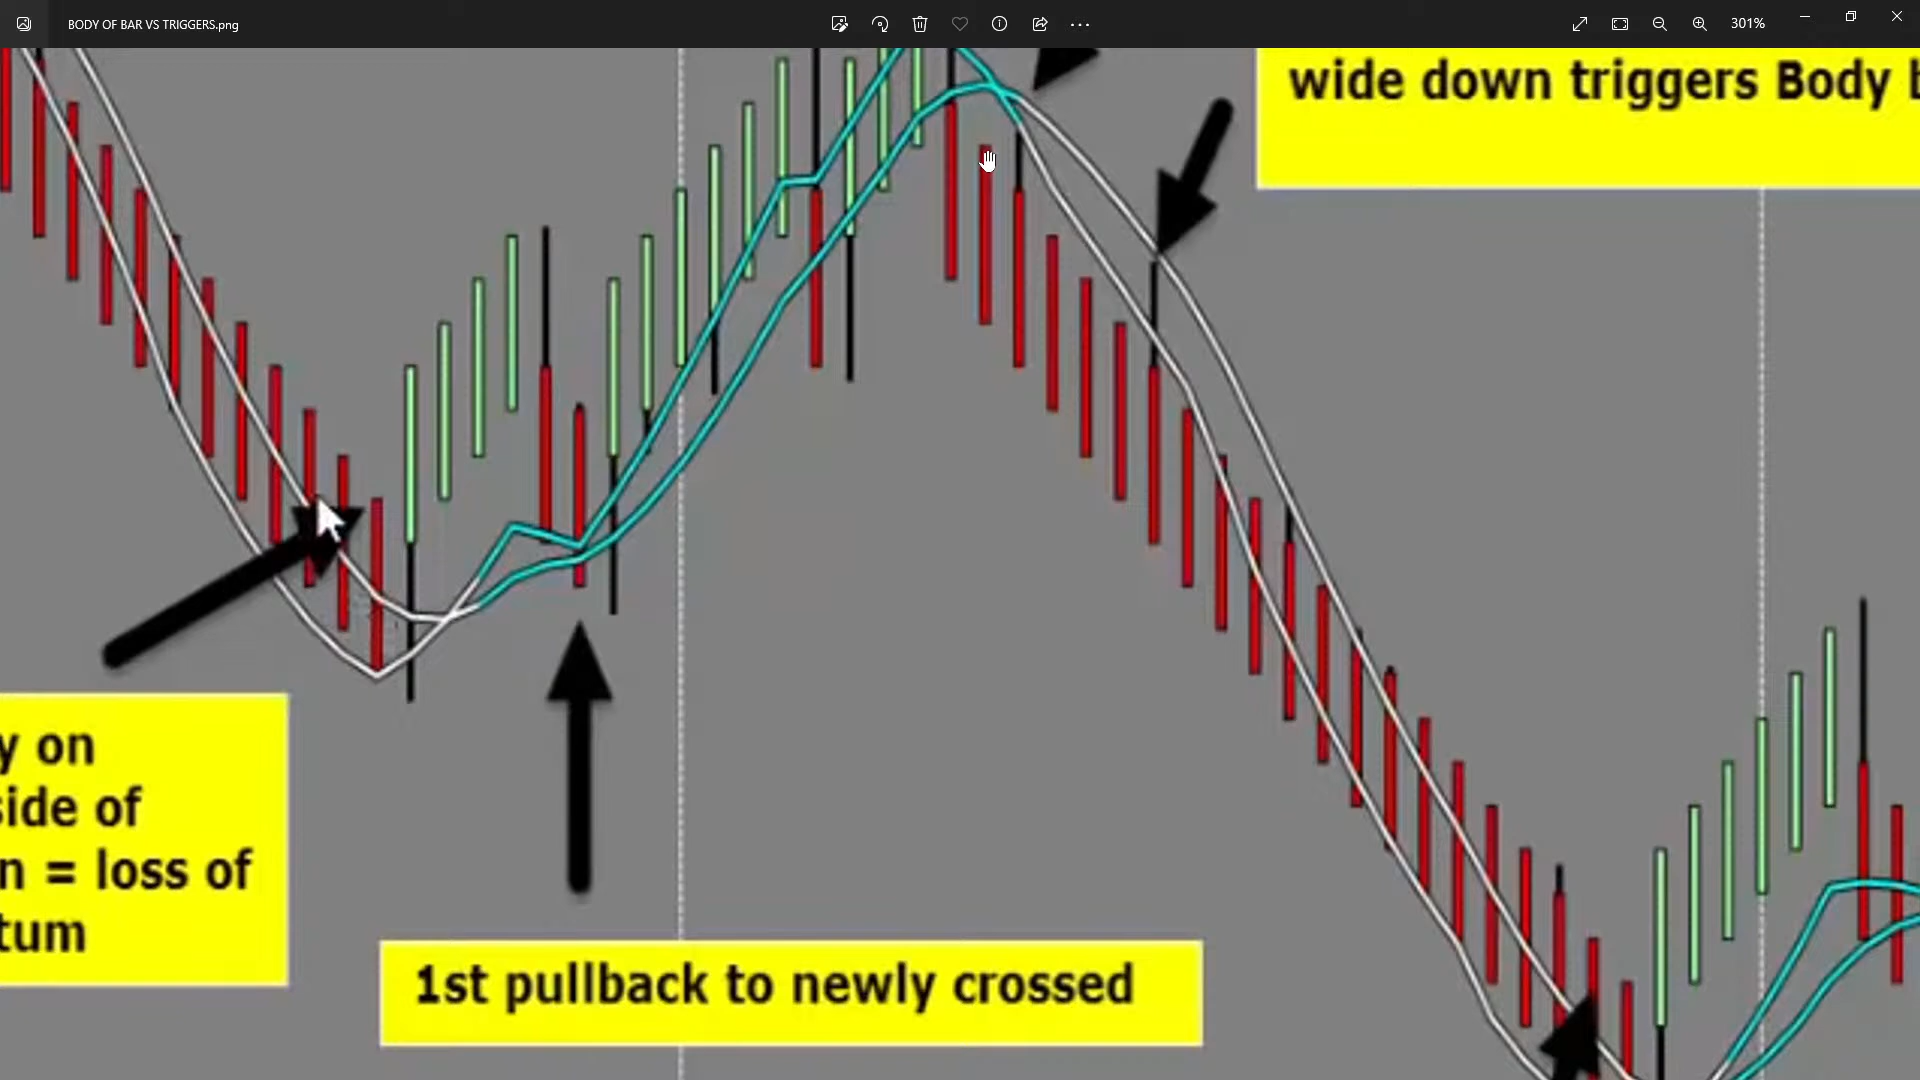 BODY OF BAR VS TRIGGERS.png
301%
wide down triggers Body b
y on
side of
n = loss of
tum
1st pullback to newly crossed